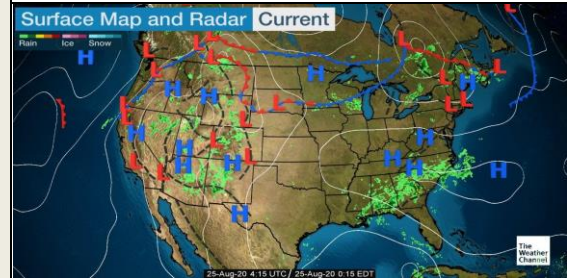 Surface Map and Radar Current
Rain Ice Snow
L L L
L L L L L
H L L H H
H H L
L L L L
L H L
H H
L H H H
L L H H H
H
25-Aug-20 4:15 UTC / 25-Aug-20 0:15 EDT
The
Weather
Channel